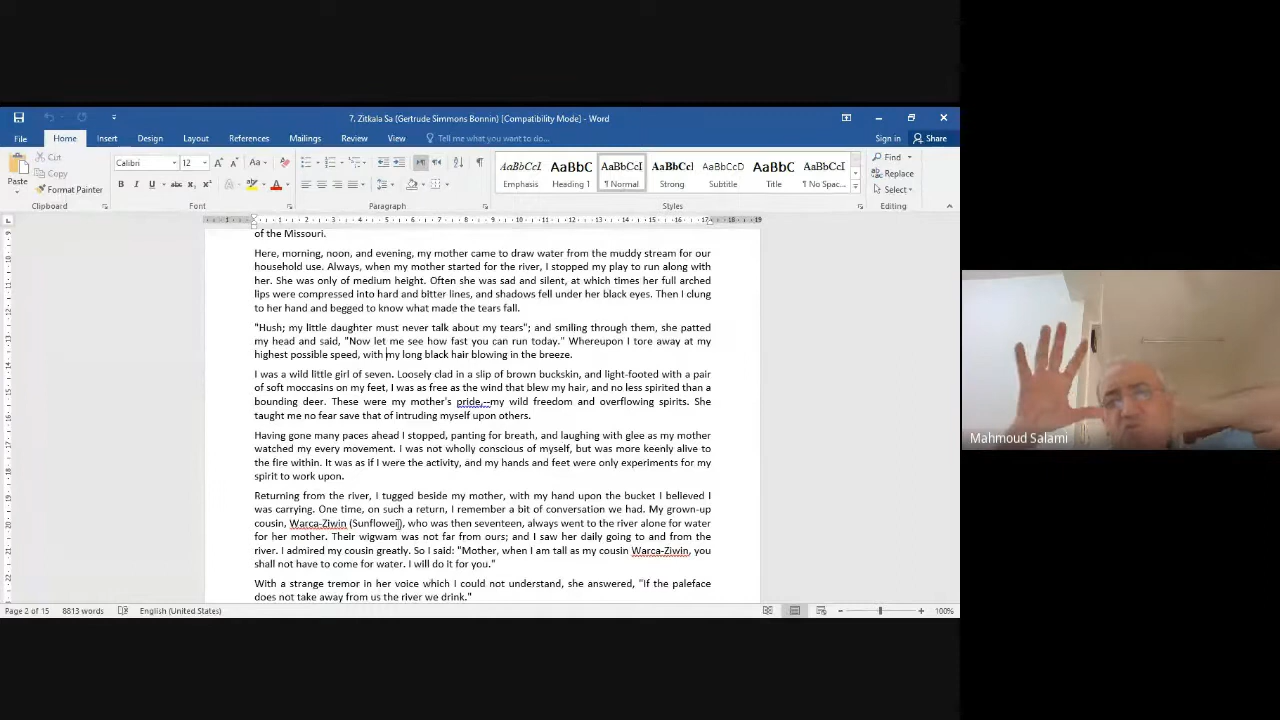 7. Zitkala Sa (Gertrude Simmons Bonnin) [Compatibility Mode] - Word
File Home Insert Design Layout References Mailings Review View Tell me what you want to do... Sign in Share
Paste
Cut
Copy
Format Painter
Clipboard
Calibri 12
Font
Paragraph
AaBbCcI AaBbC AaBbCcI AaBbCcI AaBbCcD AaBbC AaBbCcI
Emphasis Heading 1 ¶ Normal Strong Subtitle Title ¶ No Spac...
Styles
Find
Replace
Select
Editing
of the Missouri.
Here, morning, noon, and evening, my mother came to draw water from the muddy stream for our
household use. Always, when my mother started for the river, I stopped my play to run along with
her. She was only of medium height. Often she was sad and silent, at which times her full arched
lips were compressed into hard and bitter lines, and shadows fell under her black eyes. Then I clung
to her hand and begged to know what made the tears fall.
"Hush; my little daughter must never talk about my tears"; and smiling through them, she patted
my head and said, "Now let me see how fast you can run today." Whereupon I tore away at my
highest possible speed, with my long black hair blowing in the breeze.
I was a wild little girl of seven. Loosely clad in a slip of brown buckskin, and light-footed with a pair
of soft moccasins on my feet, I was as free as the wind that blew my hair, and no less spirited than a
bounding deer. These were my mother's pride,--my wild freedom and overflowing spirits. She
taught me no fear save that of intruding myself upon others.
Having gone many paces ahead I stopped, panting for breath, and laughing with glee as my mother
watched my every movement. I was not wholly conscious of myself, but was more keenly alive to
the fire within. It was as if I were the activity, and my hands and feet were only experiments for my
spirit to work upon.
Returning from the river, I tugged beside my mother, with my hand upon the bucket I believed I
was carrying. One time, on such a return, I remember a bit of conversation we had. My grown-up
cousin, Warca-Ziwin (Sunflower), who was then seventeen, always went to the river alone for water
for her mother. Their wigwam was not far from ours; and I saw her daily going to and from the
river. I admired my cousin greatly. So I said: "Mother, when I am tall as my cousin Warca-Ziwin, you
shall not have to come for water. I will do it for you."
With a strange tremor in her voice which I could not understand, she answered, "If the paleface
does not take away from us the river we drink."
Page 2 of 15 8813 words English (United States) 100%
Mahmoud Salami